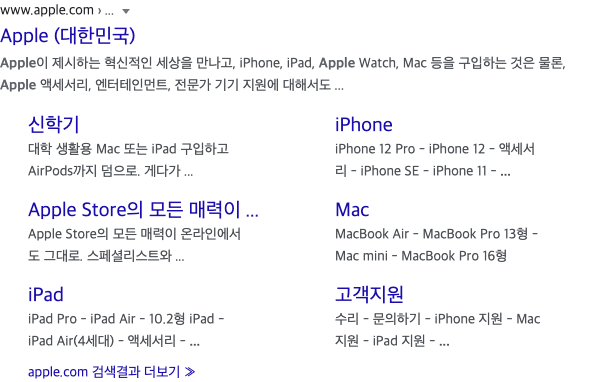 www.apple.com › ...
Apple (대한민국)
Apple이 제시하는 혁신적인 세상을 만나고, iPhone, iPad, Apple Watch, Mac 등을 구입하는 것은 물론,
Apple 액세서리, 엔터테인먼트, 전문가 기기 지원에 대해서도 ...
신학기
대학 생활용 Mac 또는 iPad 구입하고
AirPods까지 덤으로. 게다가 ...
iPhone
iPhone 12 Pro - iPhone 12 - 액세서
리 - iPhone SE - iPhone 11 - ...
Apple Store의 모든 매력이 ...
Apple Store의 모든 매력이 온라인에서
도 그대로. 스페셜리스트와 ...
Mac
MacBook Air - MacBook Pro 13형 -
Mac mini - MacBook Pro 16형
iPad
iPad Pro - iPad Air - 10.2형 iPad -
iPad Air(4세대) - 액세서리 - ...
고객지원
수리 - 문의하기 - iPhone 지원 - Mac
지원 - iPad 지원 - ...
apple.com 검색결과 더보기 »